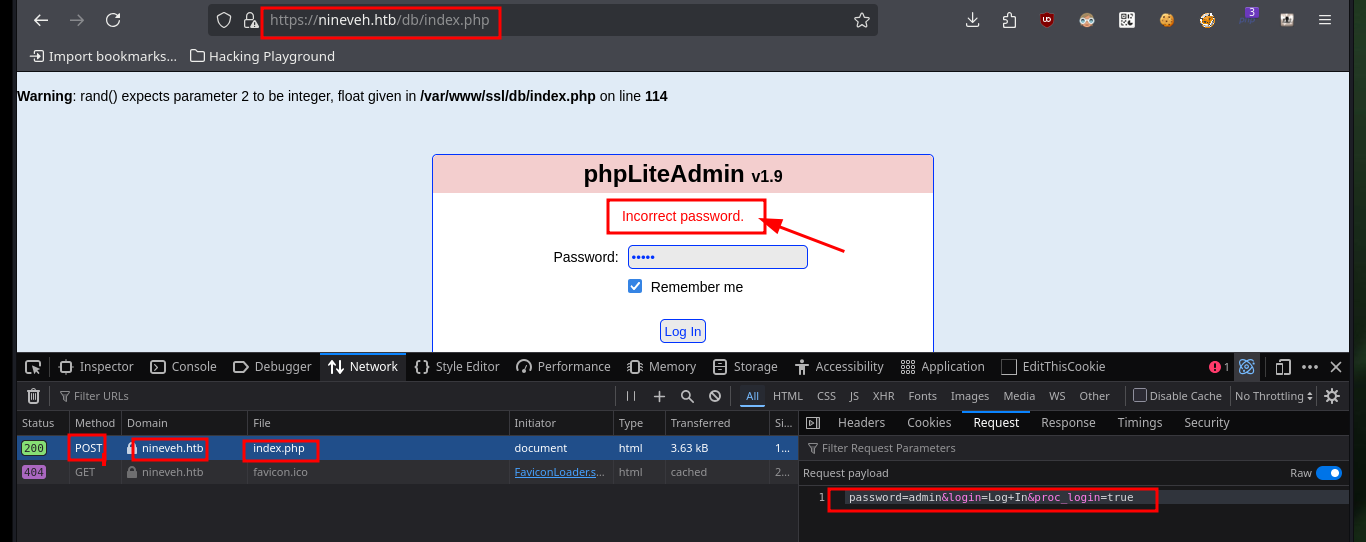 https://nineveh.htb/db/index.php
3
Import bookmarks... Hacking Playground
Warning: rand() expects parameter 2 to be integer, float given in /var/www/ssl/db/index.php on line 114
phpLiteAdmin v1.9
Incorrect password.
Password: •••••
Remember me
Log In
Inspector Console Debugger Network Style Editor Performance Memory Storage Accessibility Application EditThisCookie 1
Filter URLs All HTML CSS JS XHR Fonts Images Media WS Other Disable Cache No Throttling
Status Method Domain File Initiator Type Transferred Si... Headers Cookies Request Response Timings Security
200 POST nineveh.htb index.php document html 3.63 kB 1... Filter Request Parameters
404 GET nineveh.htb favicon.ico FaviconLoader.s... html cached 2... Request payload Raw
1 password=admin&login=Log+In&proc_login=true